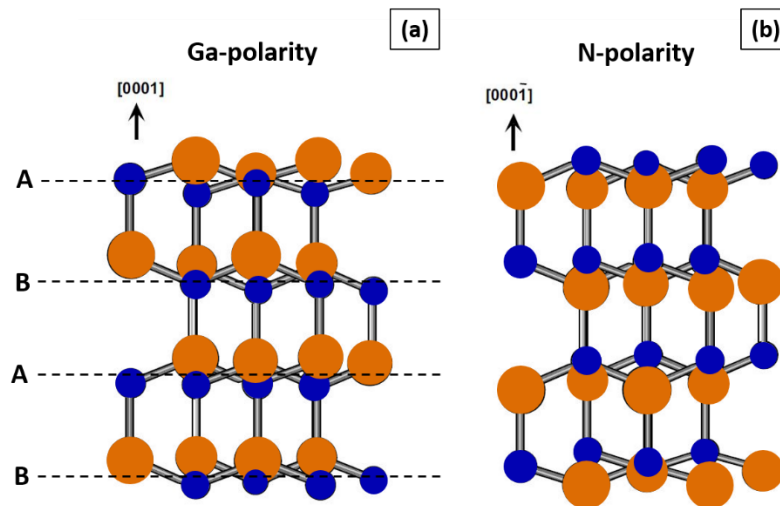 (a)
Ga-polarity
[0001]
A
B
A
B
(b)
N-polarity
[0001̄]